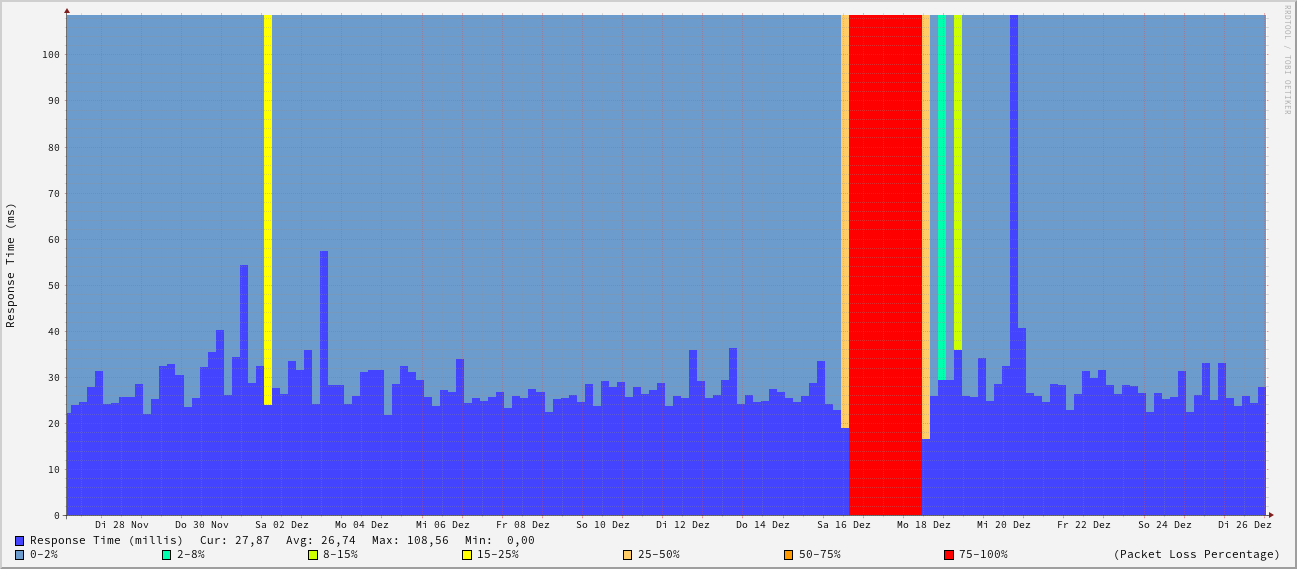 RRDTOOL / TOBI OETIKER
Response Time (ms)
100
90
80
70
60
50
40
30
20
10
0
Di 28 Nov Do 30 Nov Sa 02 Dez Mo 04 Dez Mi 06 Dez Fr 08 Dez So 10 Dez Di 12 Dez Do 14 Dez Sa 16 Dez Mo 18 Dez Mi 20 Dez Fr 22 Dez So 24 Dez Di 26 Dez
Response Time (millis) Cur: 27,87 Avg: 26,74 Max: 108,56 Min: 0,00
0-2% 2-8% 8-15% 15-25% 25-50% 50-75% 75-100% (Packet Loss Percentage)